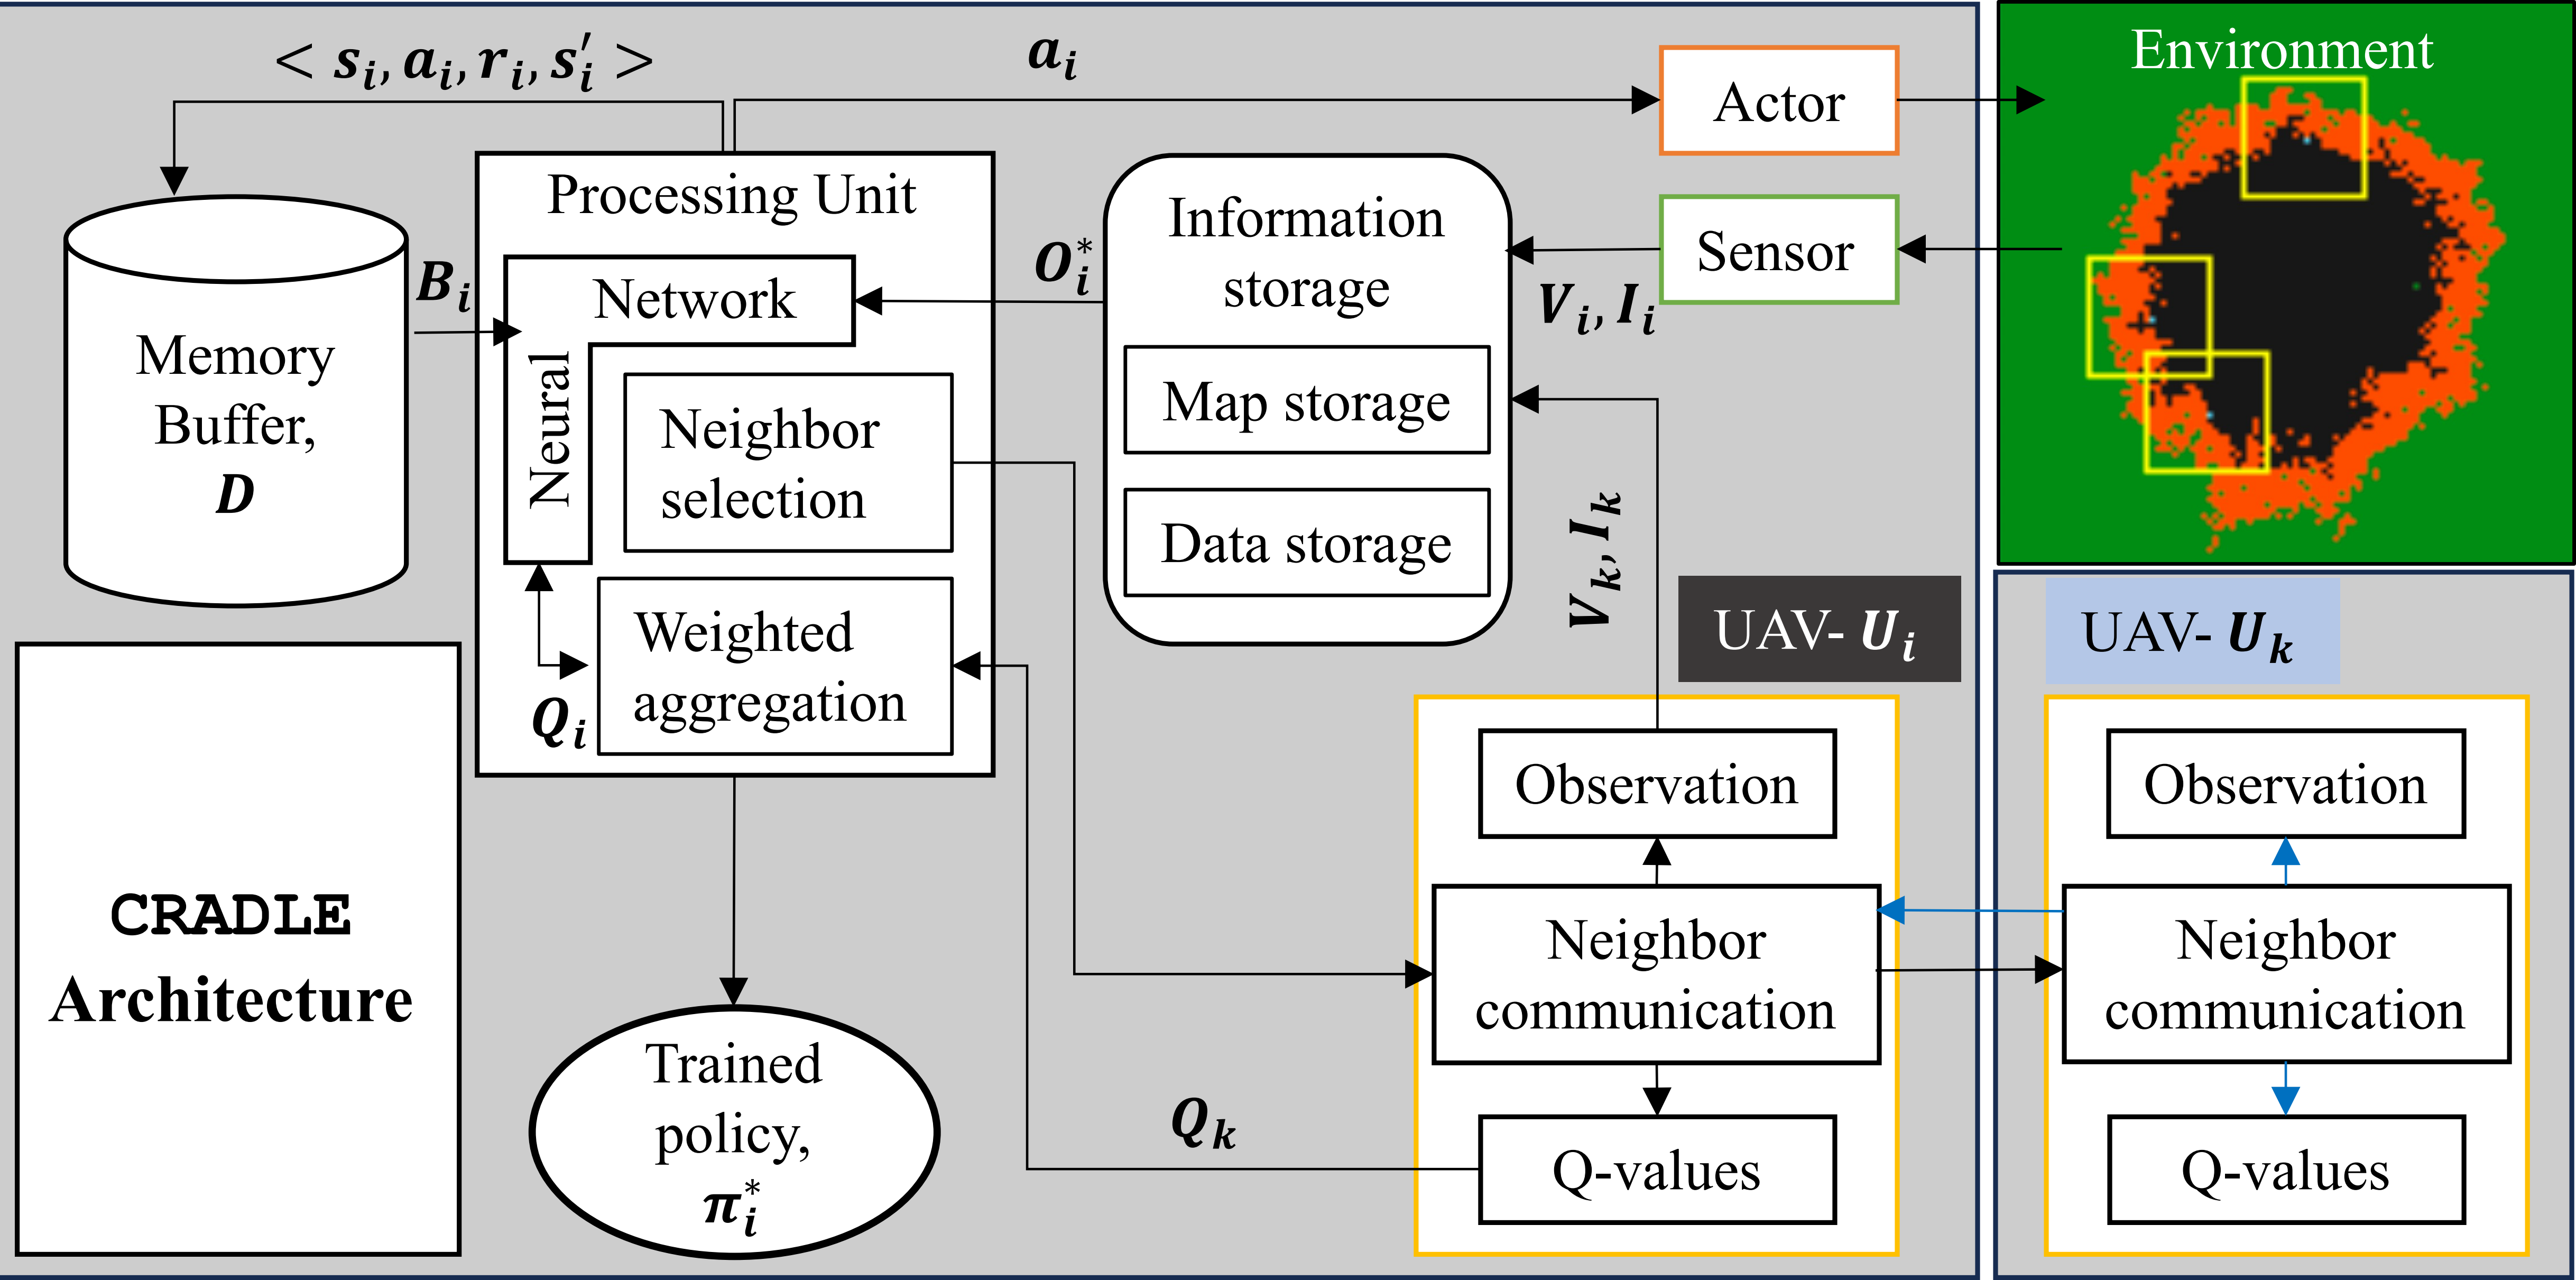 < s_i, a_i, r_i, s'_i >
a_i
Actor
Environment
Processing Unit
Information
storage
Sensor
O_i^*
V_i, I_i
B_i
Network
Neural
Memory
Buffer,
D
Neighbor
selection
Map storage
Data storage
V_k, I_k
Weighted
aggregation
Q_i
UAV- U_i
UAV- U_k
Observation
Observation
CRADLE
Architecture
Neighbor
communication
Neighbor
communication
Trained
policy,
π_i^*
Q_k
Q-values
Q-values